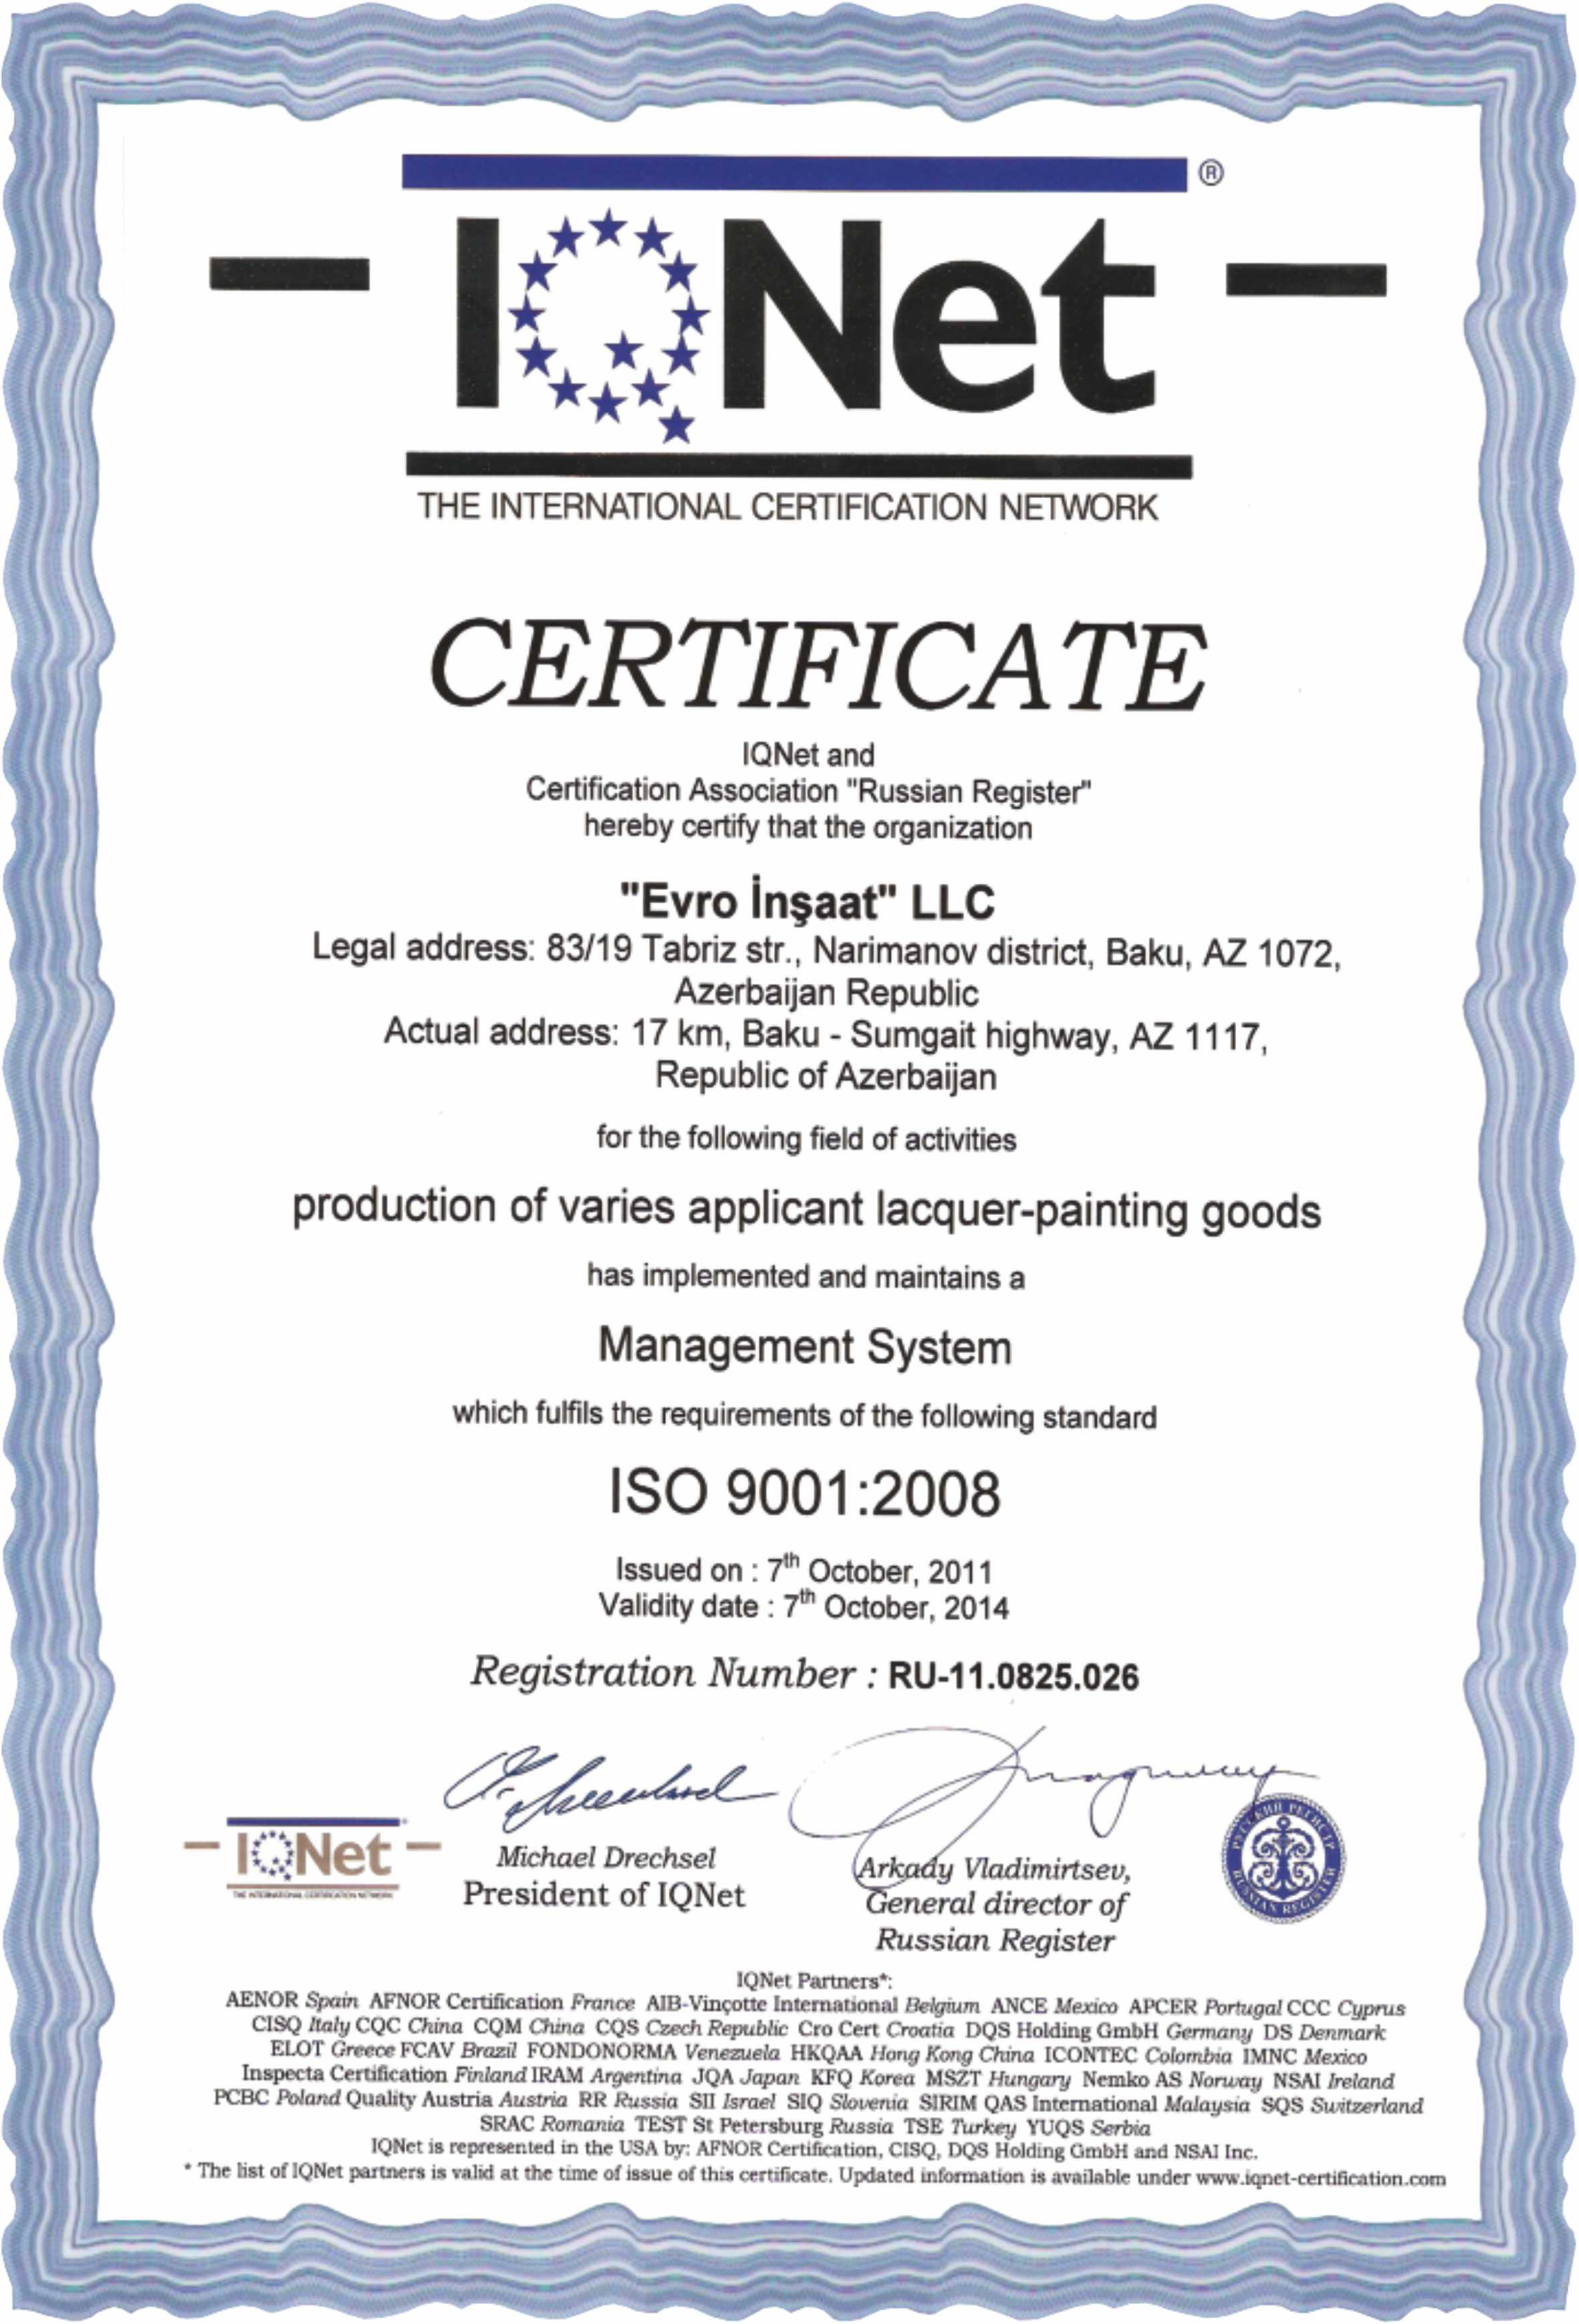 ®
IQNet
THE INTERNATIONAL CERTIFICATION NETWORK
CERTIFICATE
IQNet and
Certification Association "Russian Register"
hereby certify that the organization
"Evro İnşaat" LLC
Legal address: 83/19 Tabriz str., Narimanov district, Baku, AZ 1072,
Azerbaijan Republic
Actual address: 17 km, Baku - Sumgait highway, AZ 1117,
Republic of Azerbaijan
for the following field of activities
production of varies applicant lacquer-painting goods
has implemented and maintains a
Management System
which fulfils the requirements of the following standard
ISO 9001:2008
Issued on : 7th October, 2011
Validity date : 7th October, 2014
Registration Number : RU-11.0825.026
IQNet
THE INTERNATIONAL CERTIFICATION NETWORK
Michael Drechsel
President of IQNet
Arkady Vladimirtsev,
General director of
Russian Register
РУССКИЙ РЕГИСТР
RUSSIAN REGISTER
IQNet Partners*:
AENOR Spain AFNOR Certification France AIB-Vinçotte International Belgium ANCE Mexico APCER Portugal CCC Cyprus
CISQ Italy CQC China CQM China CQS Czech Republic Cro Cert Croatia DQS Holding GmbH Germany DS Denmark
ELOT Greece FCAV Brazil FONDONORMA Venezuela HKQAA Hong Kong China ICONTEC Colombia IMNC Mexico
Inspecta Certification Finland IRAM Argentina JQA Japan KFQ Korea MSZT Hungary Nemko AS Norway NSAI Ireland
PCBC Poland Quality Austria Austria RR Russia SII Israel SIQ Slovenia SIRIM QAS International Malaysia SQS Switzerland
SRAC Romania TEST St Petersburg Russia TSE Turkey YUQS Serbia
IQNet is represented in the USA by: AFNOR Certification, CISQ, DQS Holding GmbH and NSAI Inc.
* The list of IQNet partners is valid at the time of issue of this certificate. Updated information is available under www.iqnet-certification.com